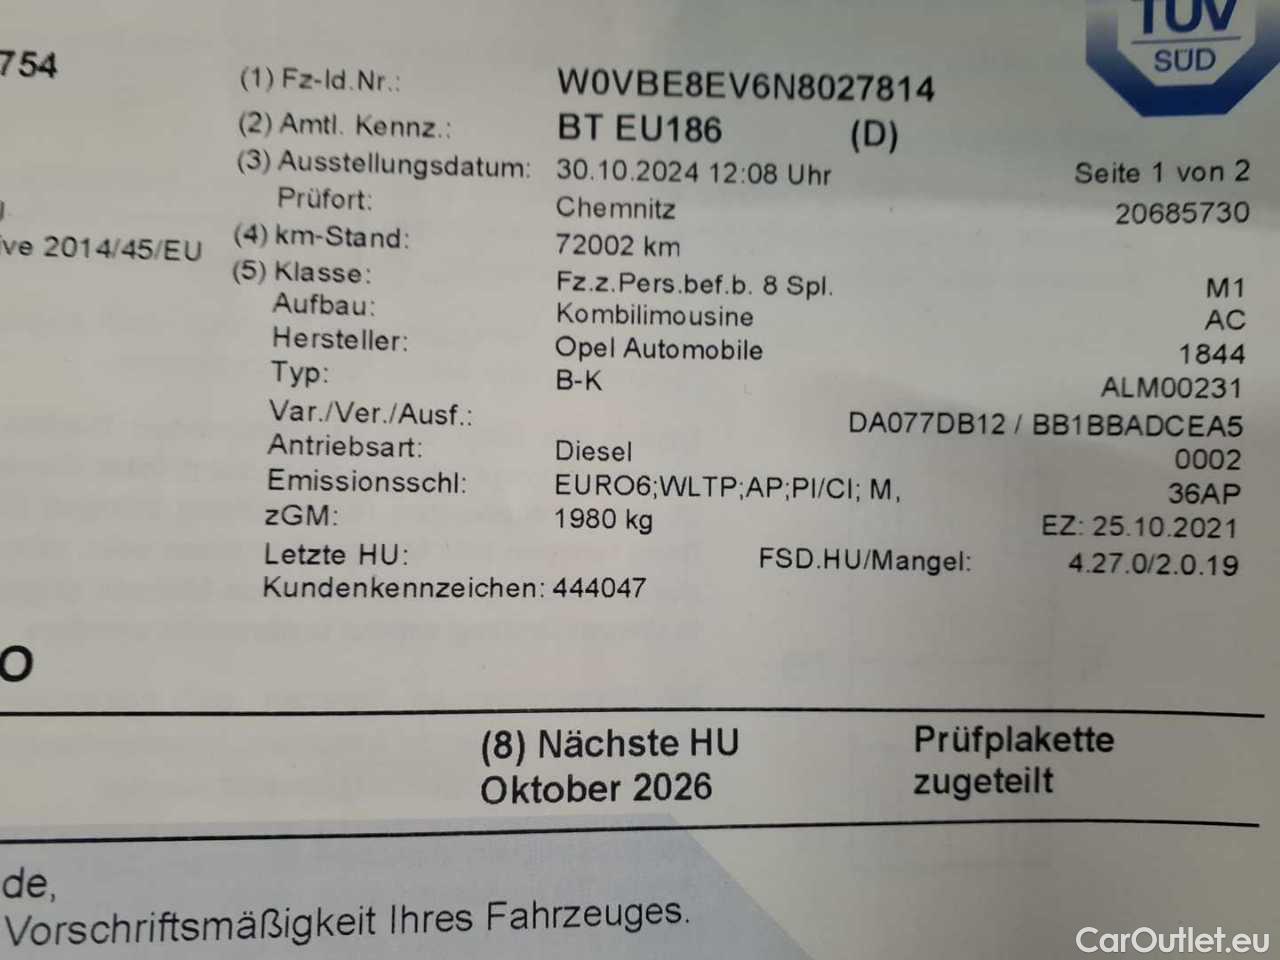 TÜV
SÜD
754
(1) Fz-Id.Nr.: W0VBE8EV6N8027814
(2) Amtl. Kennz.: BT EU186 (D)
(3) Ausstellungsdatum: 30.10.2024 12:08 Uhr Seite 1 von 2
Prüfort: Chemnitz 20685730
ive 2014/45/EU (4) km-Stand: 72002 km
(5) Klasse: Fz.z.Pers.bef.b. 8 Spl. M1
Aufbau: Kombilimousine AC
Hersteller: Opel Automobile 1844
Typ: B-K ALM00231
Var./Ver./Ausf.: DA077DB12 / BB1BBADCEA5
Antriebsart: Diesel 0002
Emissionsschl: EURO6;WLTP;AP;PI/CI; M, 36AP
zGM: 1980 kg EZ: 25.10.2021
Letzte HU: FSD.HU/Mangel: 4.27.0/2.0.19
Kundenkennzeichen: 444047
O
(8) Nächste HU Prüfplakette
Oktober 2026 zugeteilt
de,
Vorschriftsmäßigkeit Ihres Fahrzeuges.
CarOutlet.eu